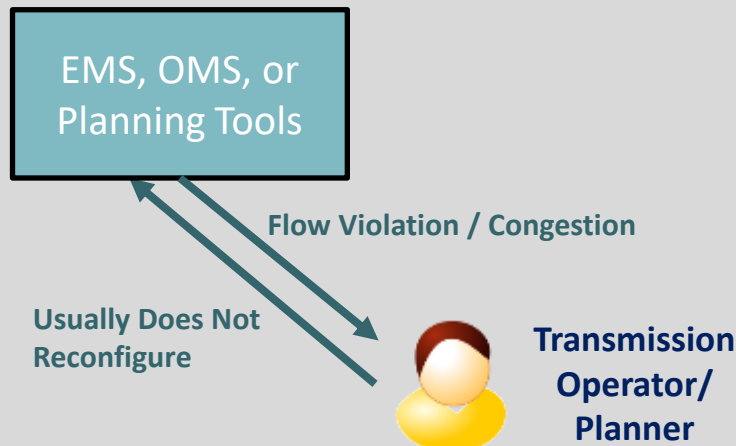 EMS, OMS, or
Planning Tools
Flow Violation / Congestion
Usually Does Not
Reconfigure
Transmission
Operator/
Planner